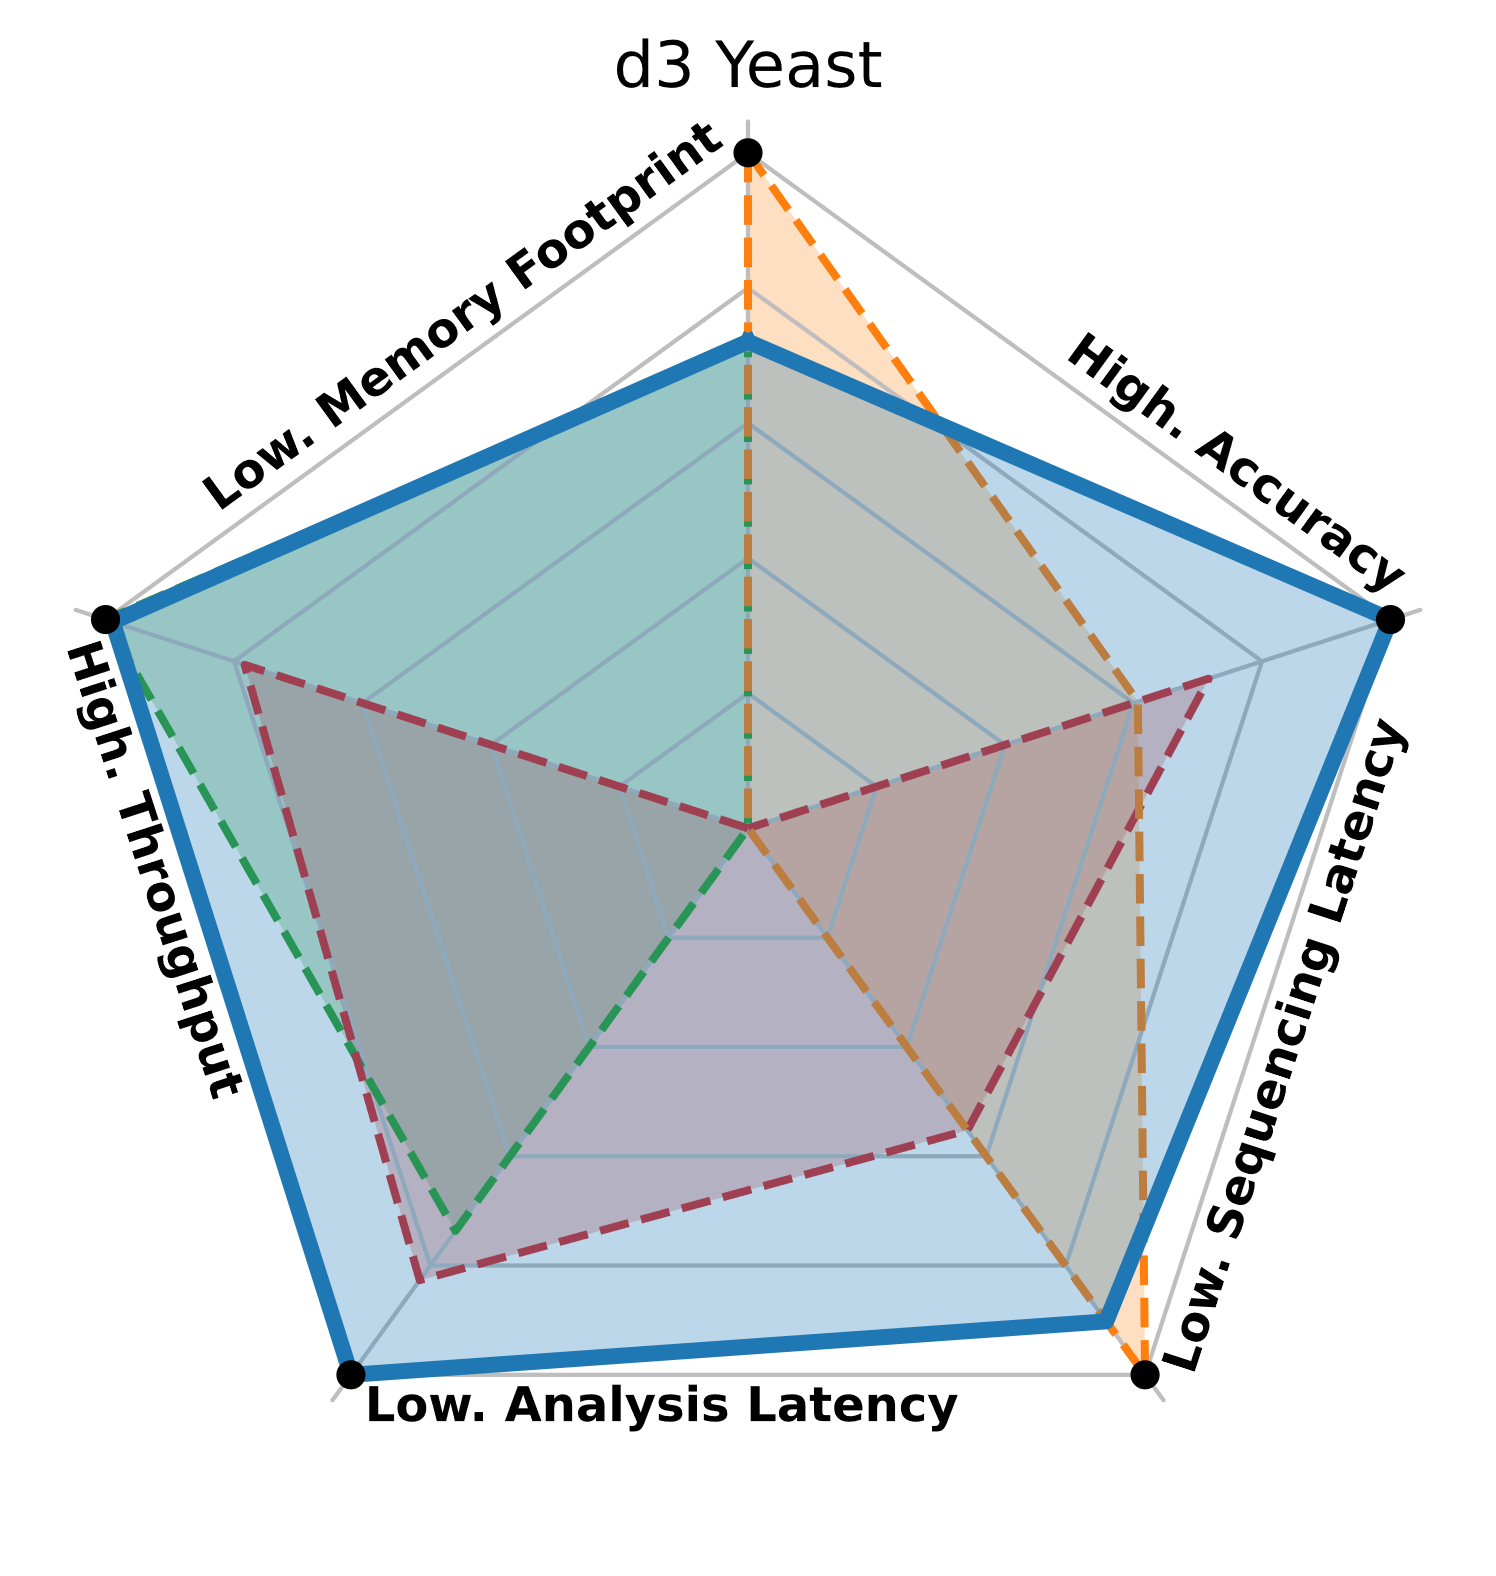 d3 Yeast
Low. Memory Footprint
High. Accuracy
High. Throughput
Low. Sequencing Latency
Low. Analysis Latency